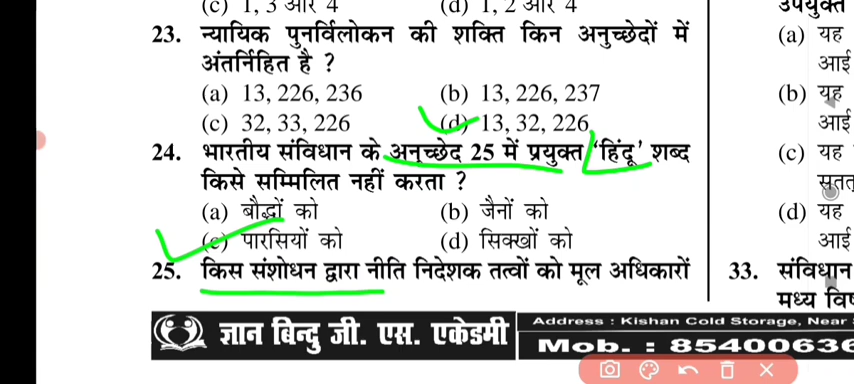 (c) 1, 3 और 4 (d) 1, 2 और 4
23. न्यायिक पुनर्विलोकन की शक्ति किन अनुच्छेदों में
अंतर्निहित है ?
(a) 13, 226, 236 (b) 13, 226, 237
(c) 32, 33, 226 (d) 13, 32, 226
24. भारतीय संविधान के अनुच्छेद 25 में प्रयुक्त 'हिंदू' शब्द
किसे सम्मिलित नहीं करता ?
(a) बौद्धों को (b) जैनों को
(c) पारसियों को (d) सिक्खों को
25. किस संशोधन द्वारा नीति निदेशक तत्वों को मूल अधिकारों
(a) यह
आई
(b) यह
आई
(c) यह
(d) यह
आई
33. संविधान
मध्य
ज्ञान बिन्दु जी. एस. एकेडमी
Address : Kishan Cold Storage, Near
Mob. : 8540063